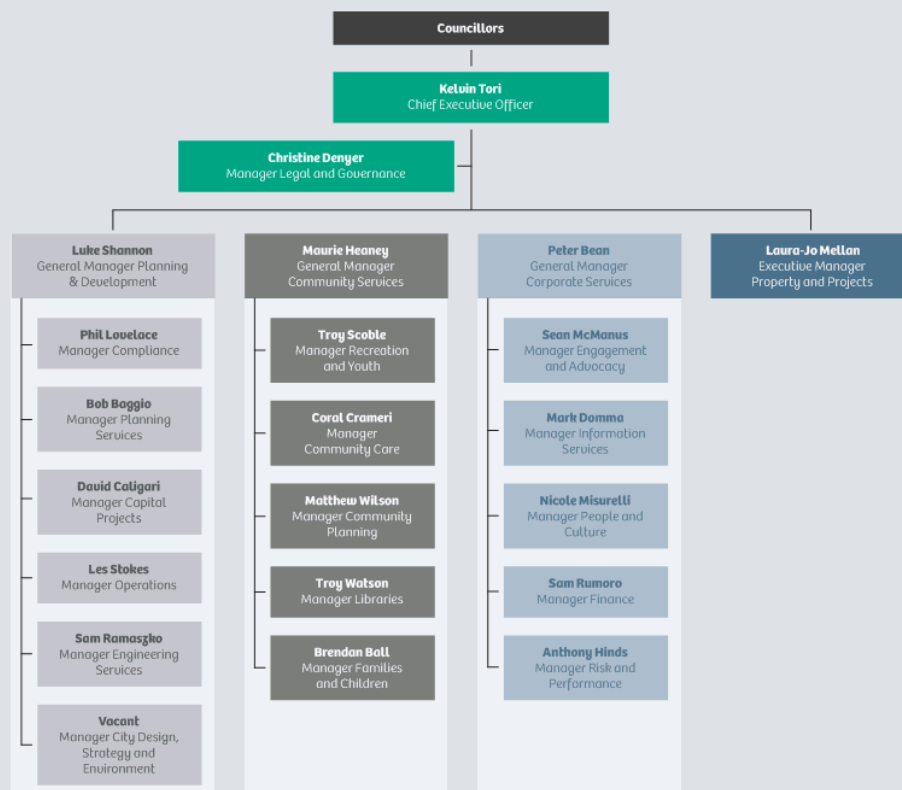 Councillors
Kelvin Tori
Chief Executive Officer
Christine Denyer
Manager Legal and Governance
Luke Shannon
General Manager Planning
& Development
Phil Lovelace
Manager Compliance
Bob Baggio
Manager Planning
Services
David Caligari
Manager Capital
Projects
Les Stokes
Manager Operations
Sam Ramaszko
Manager Engineering
Services
Vacant
Manager City Design,
Strategy and
Environment
Maurie Heaney
General Manager
Community Services
Troy Scoble
Manager Recreation
and Youth
Coral Crameri
Manager
Community Care
Matthew Wilson
Manager Community
Planning
Troy Watson
Manager Libraries
Brendan Ball
Manager Families
and Children
Peter Bean
General Manager
Corporate Services
Sean McManus
Manager Engagement
and Advocacy
Mark Domma
Manager Information
Services
Nicole Misurelli
Manager People and
Culture
Sam Rumoro
Manager Finance
Anthony Hinds
Manager Risk and
Performance
Laura-Jo Mellan
Executive Manager
Property and Projects